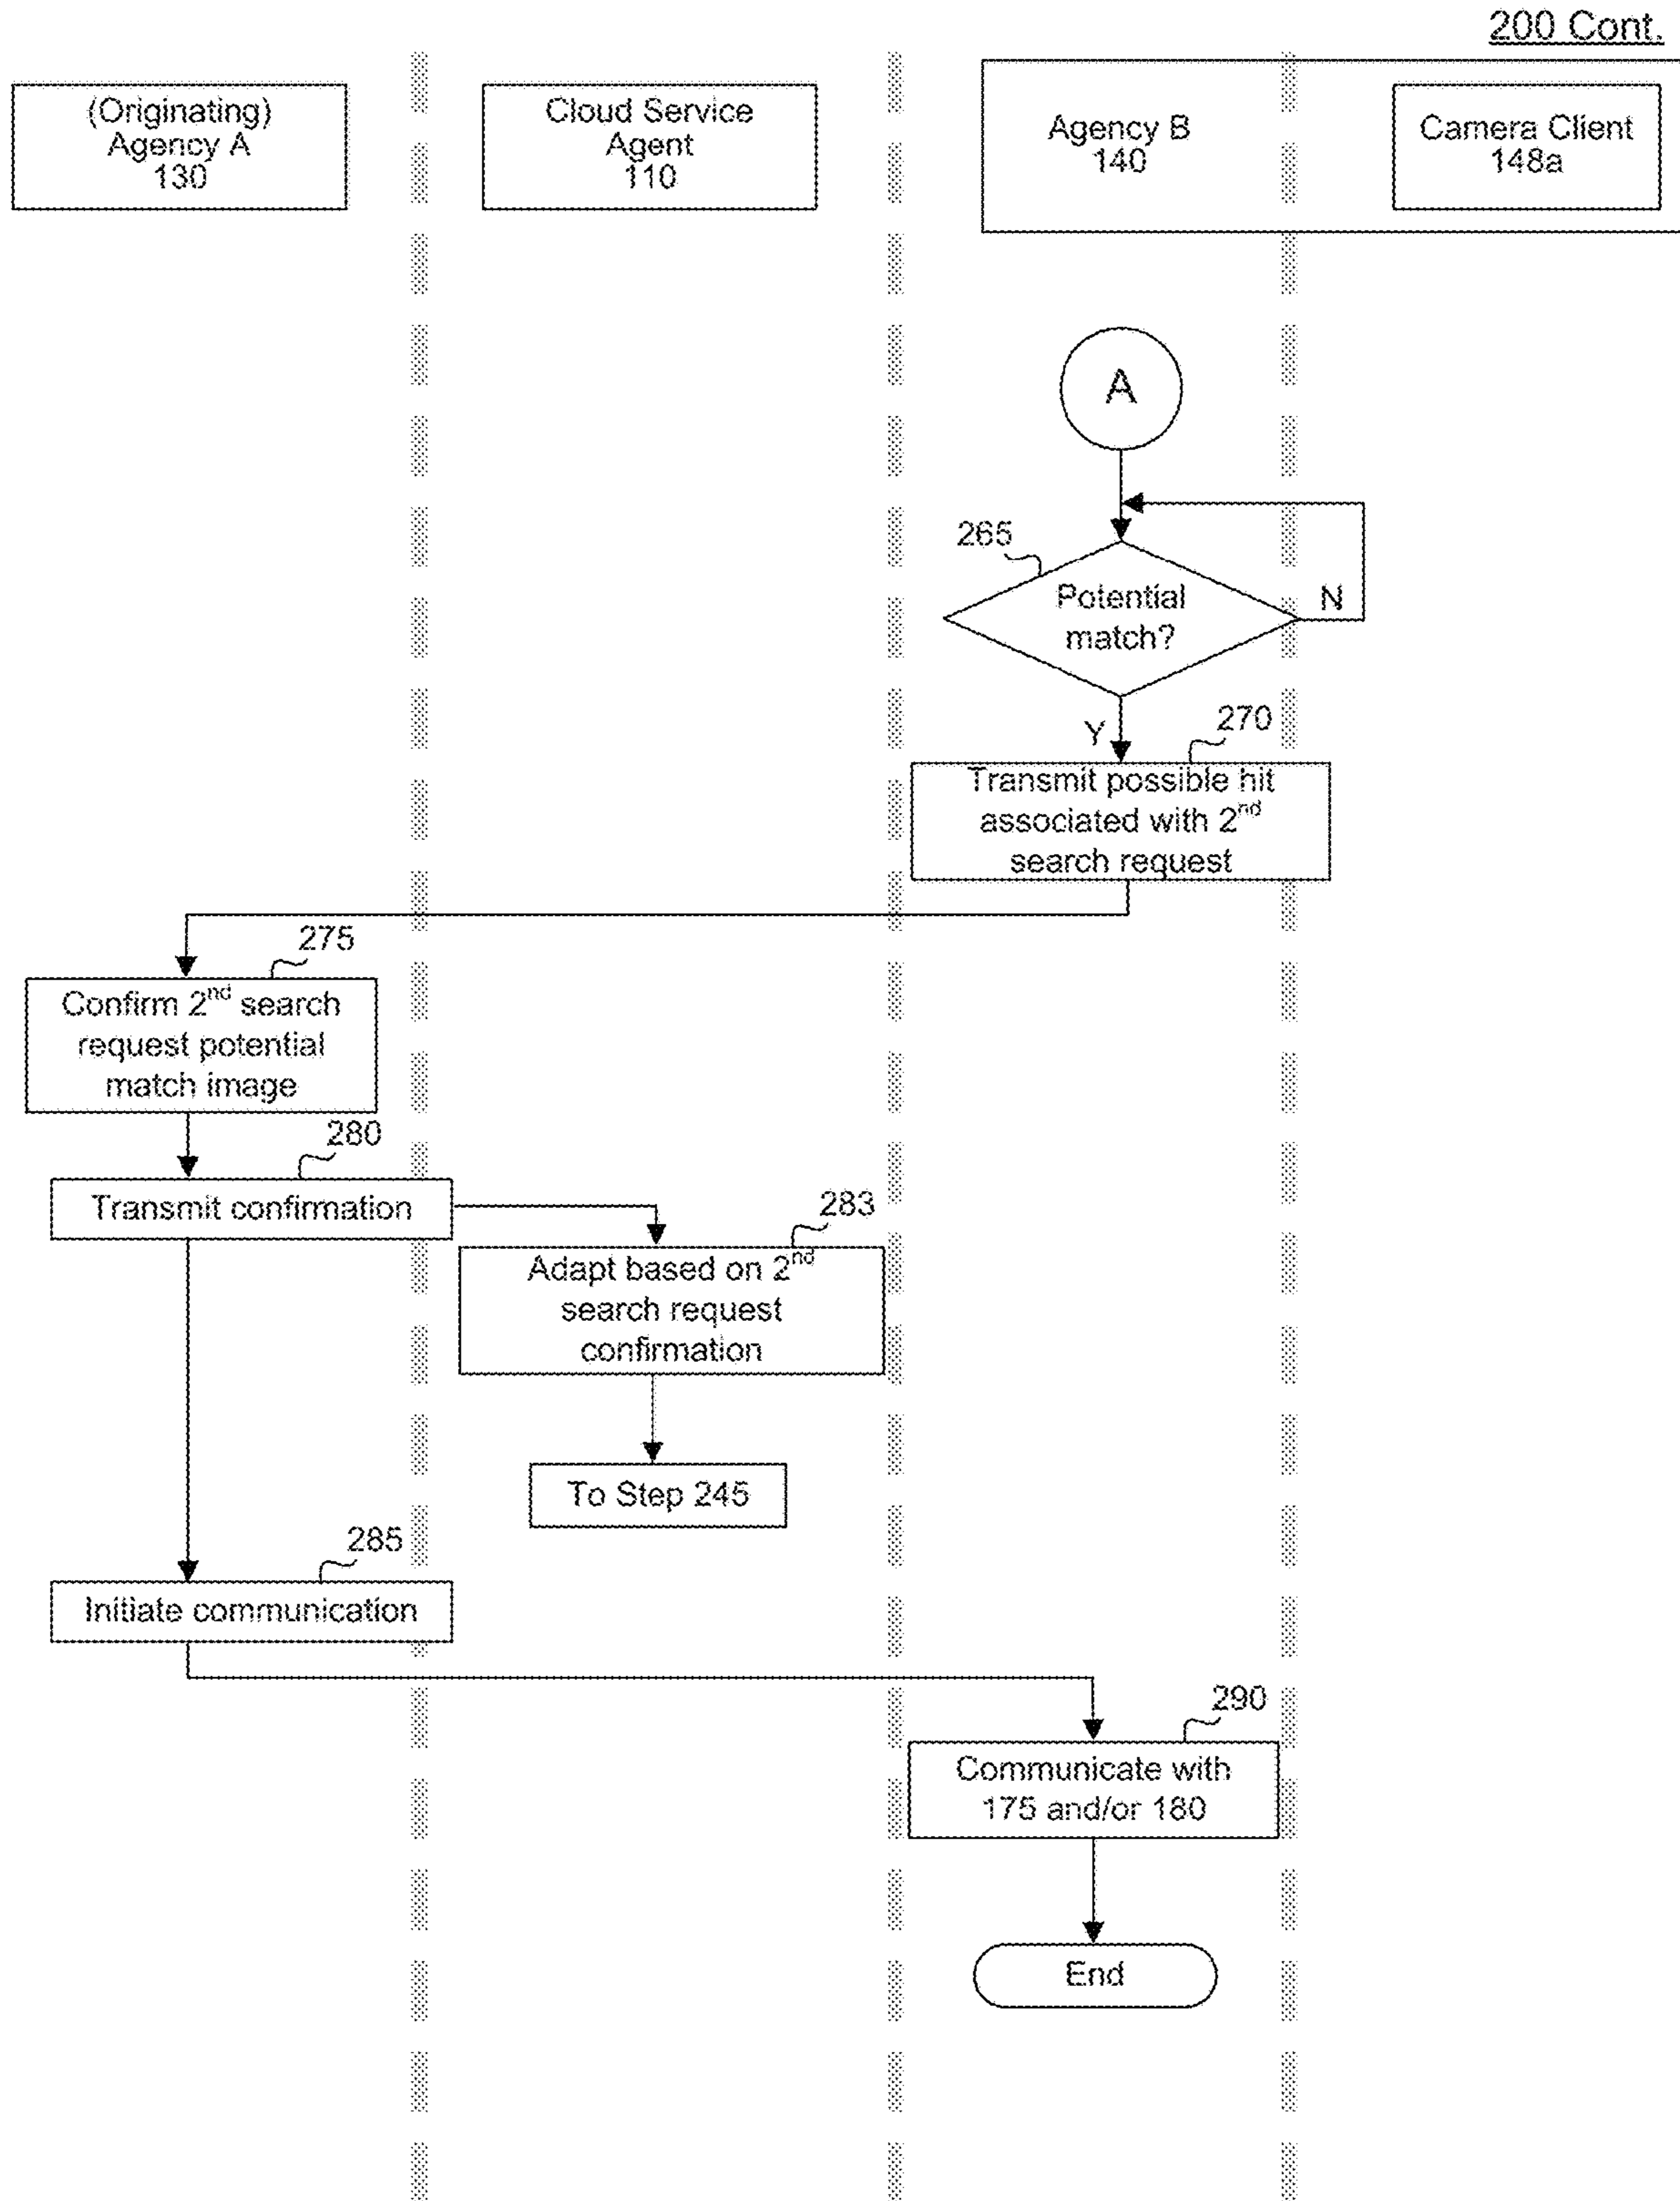 200 Cont.
(Originating)
Agency A
130
Cloud Service
Agent
110
Agency B
140
Camera Client
148a
A
265
Potential
match?
N
Y
270
Transmit possible hit
associated with 2nd
search request
275
Confirm 2nd search
request potential
match image
280
Transmit confirmation
283
Adapt based on 2nd
search request
confirmation
To Step 245
285
Initiate communication
290
Communicate with
175 and/or 180
End